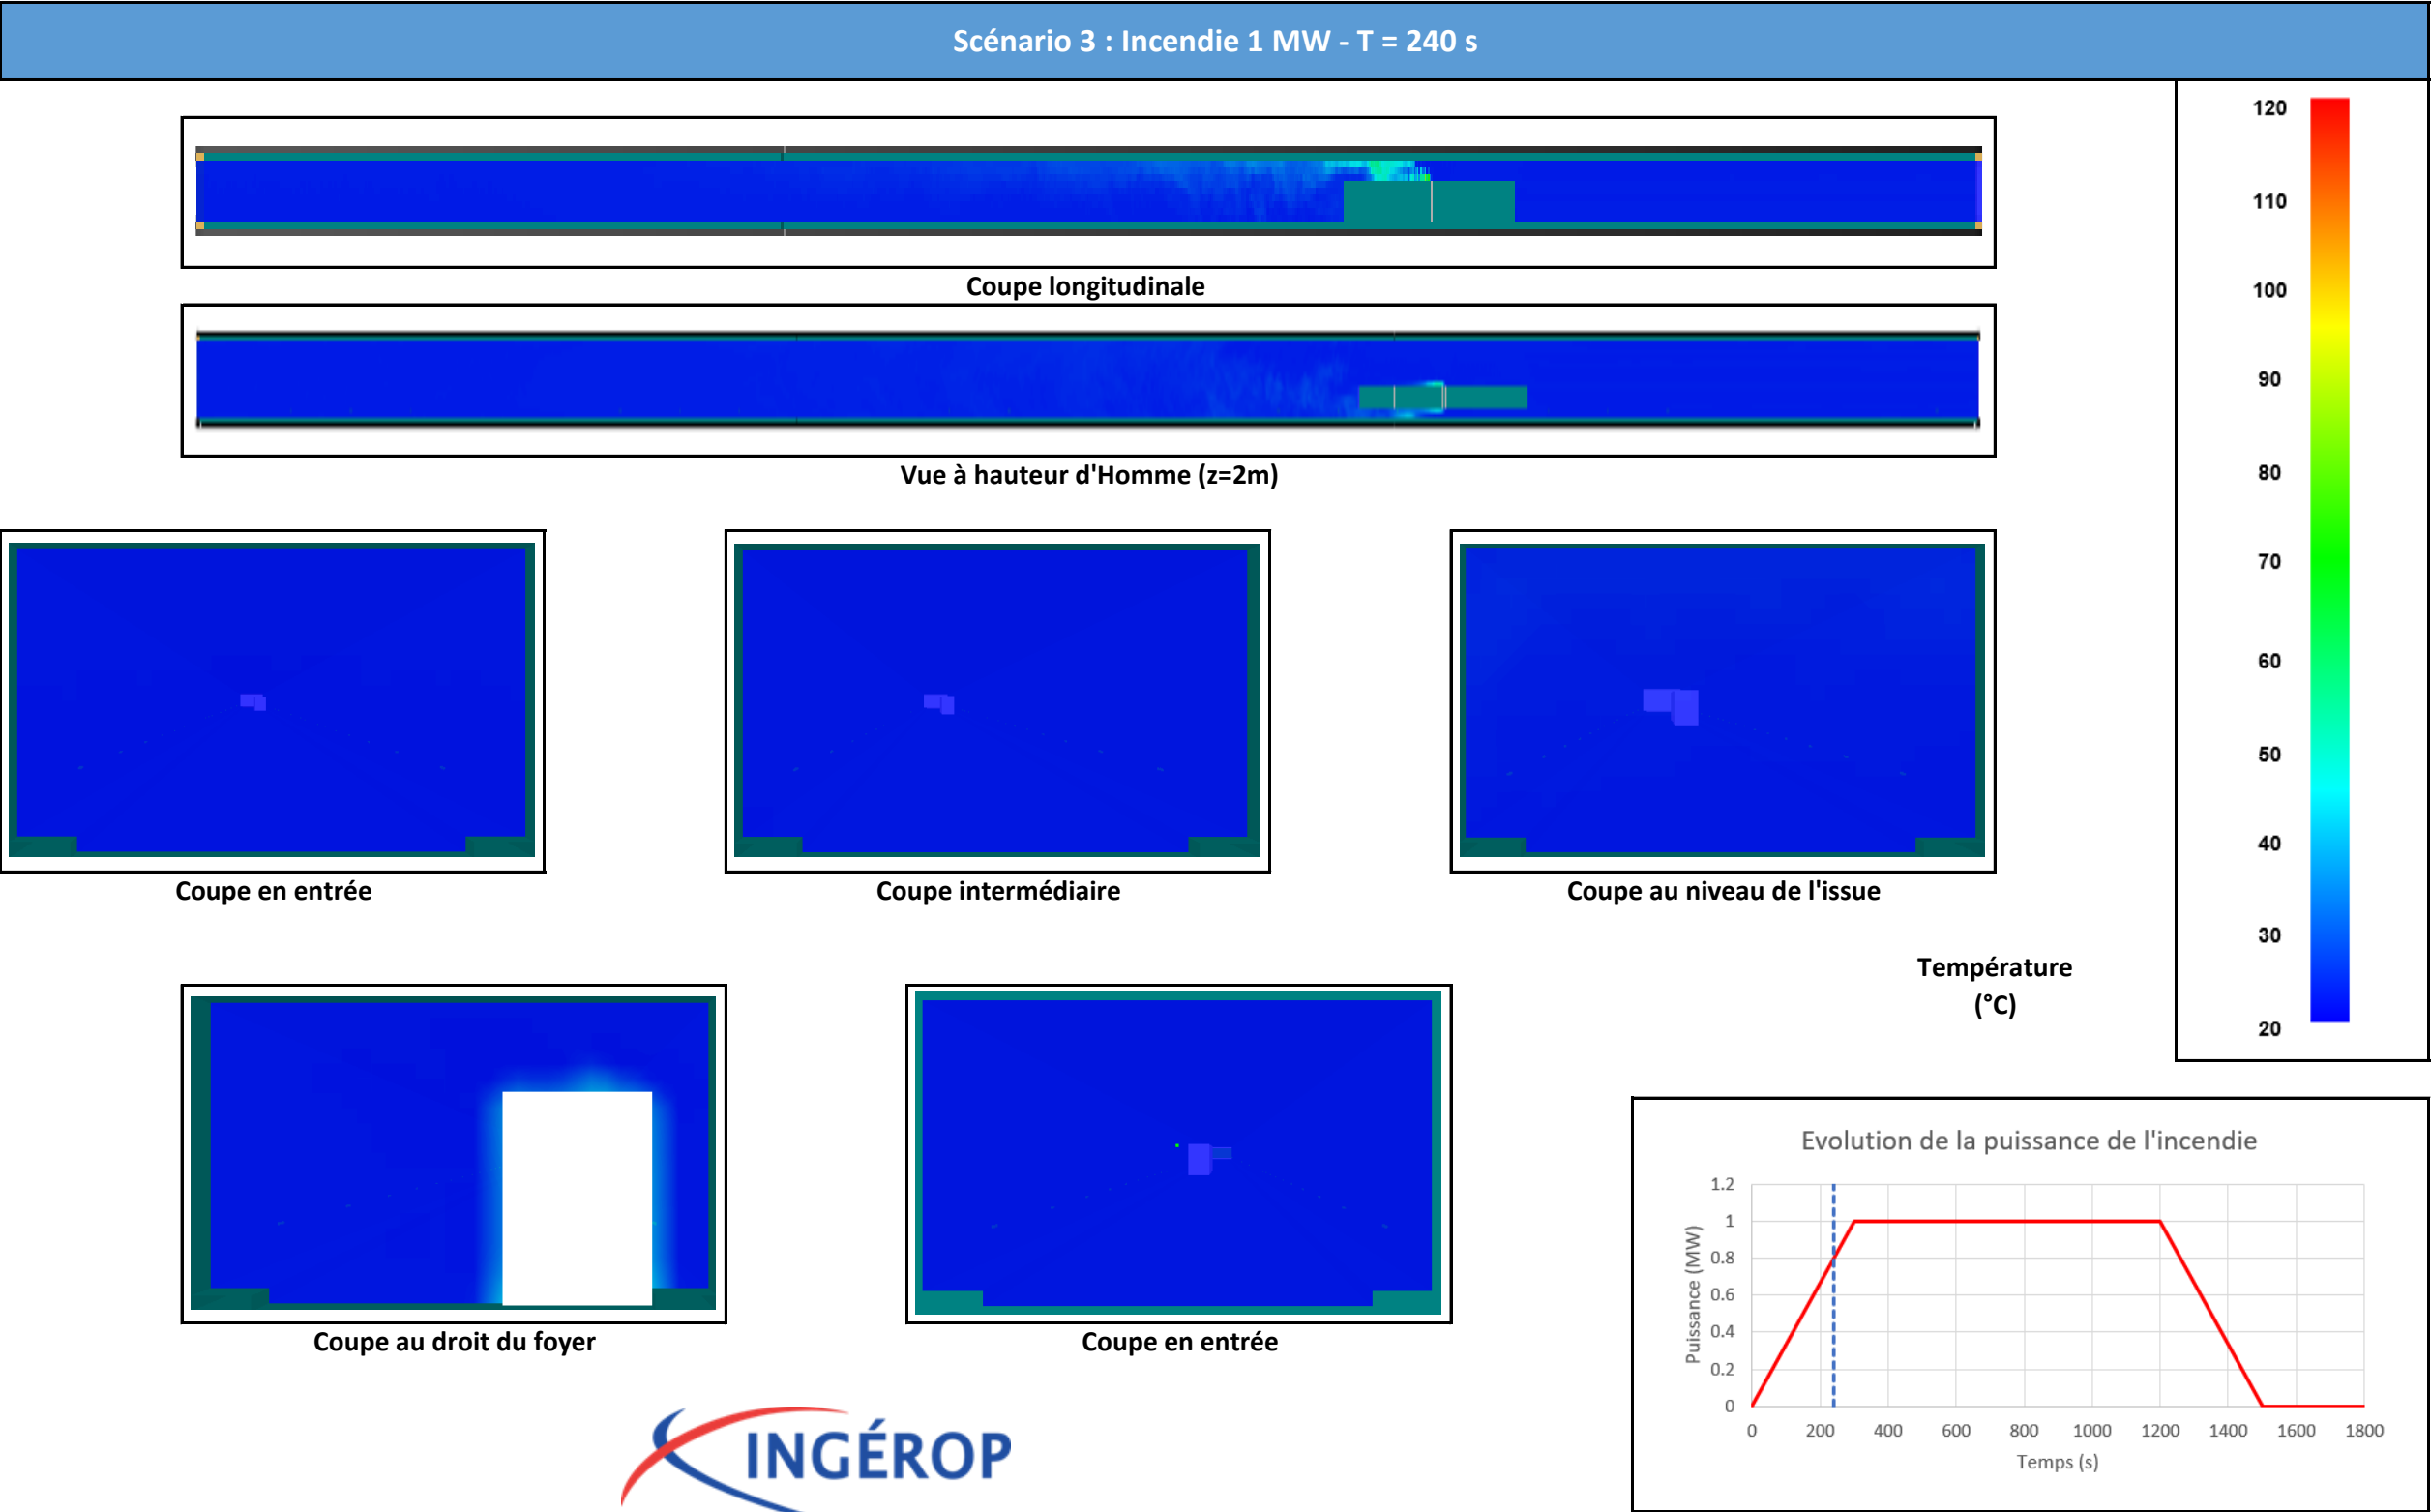 Scénario 3 : Incendie 1 MW - T = 240 s
Coupe longitudinale
Vue à hauteur d'Homme (z=2m)
Coupe en entrée
Coupe intermédiaire
Coupe au niveau de l'issue
Coupe au droit du foyer
Coupe en entrée
Température
(°C)
120
110
100
90
80
70
60
50
40
30
20
Evolution de la puissance de l'incendie
Puissance (MW)
1.2
1
0.8
0.6
0.4
0.2
0
0 200 400 600 800 1000 1200 1400 1600 1800
Temps (s)
INGÉROP